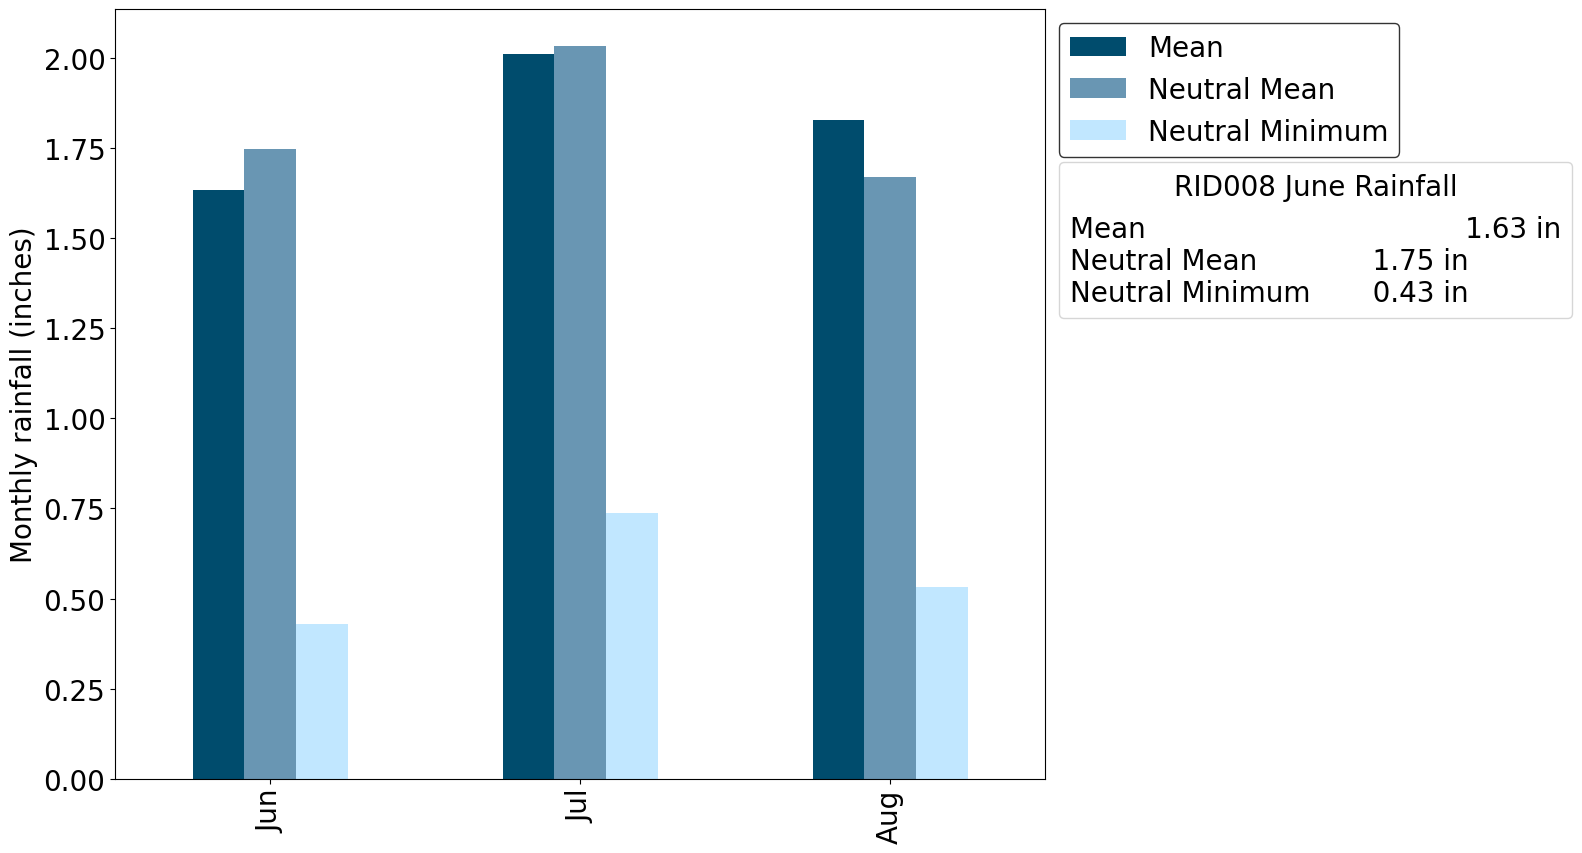 Monthly rainfall (inches)
2.00
1.75
1.50
1.25
1.00
0.75
0.50
0.25
0.00
Jun
Jul
Aug
Mean
Neutral Mean
Neutral Minimum
RID008 June Rainfall
Mean 1.63 in
Neutral Mean 1.75 in
Neutral Minimum 0.43 in